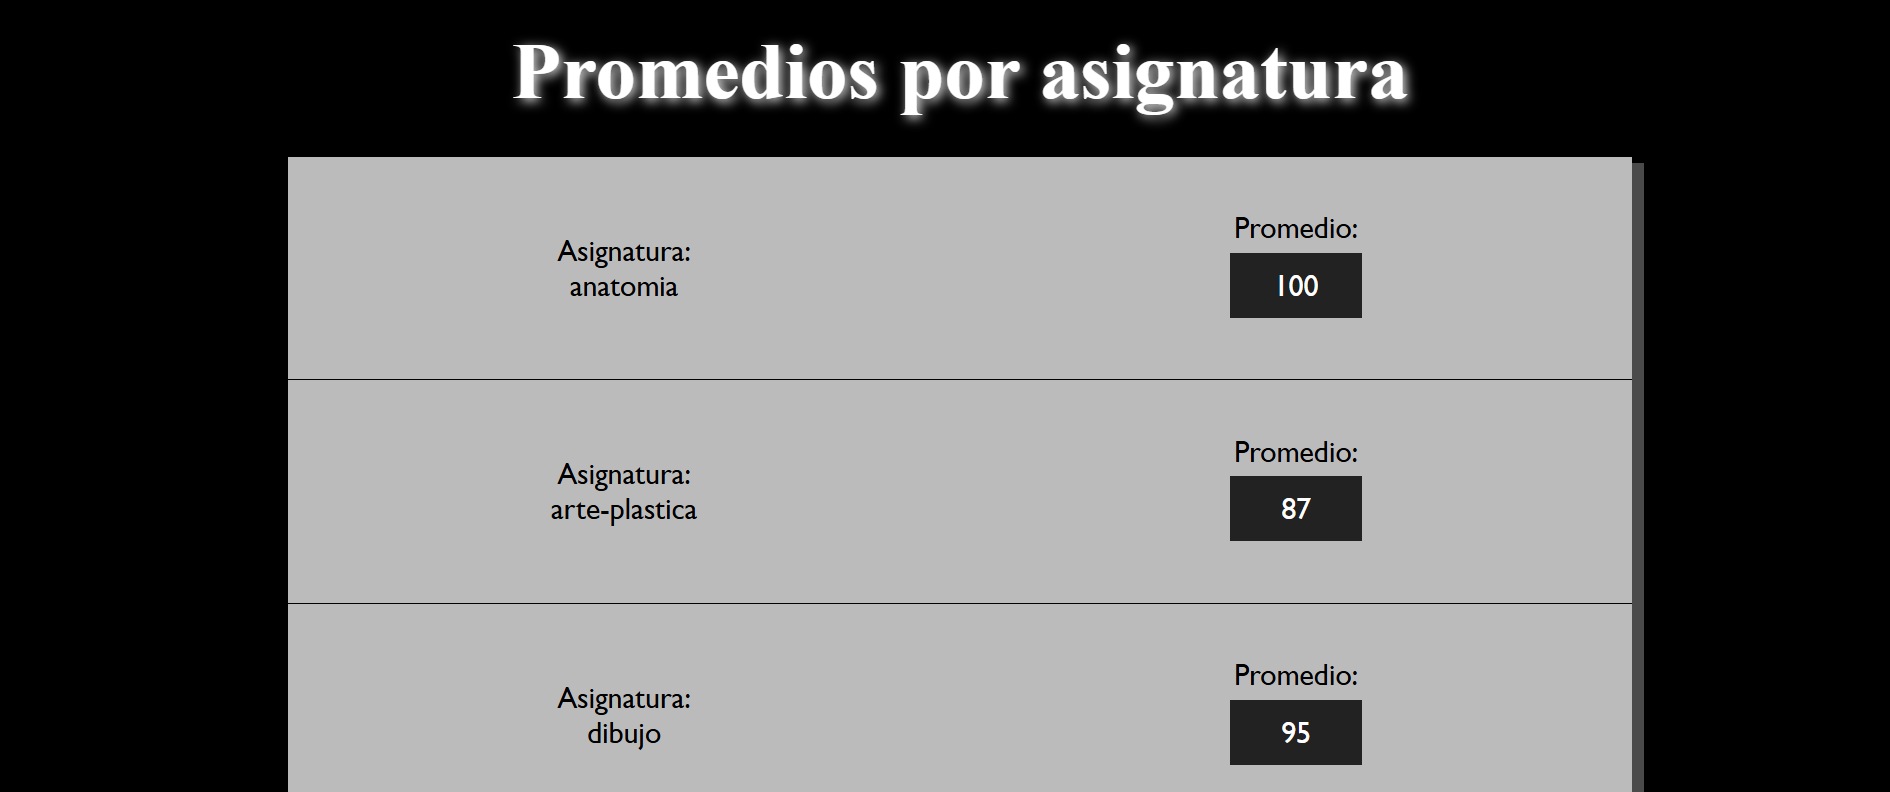 Promedios por asignatura
Asignatura:
anatomia
Promedio:
100
Asignatura:
arte-plastica
Promedio:
87
Asignatura:
dibujo
Promedio:
95